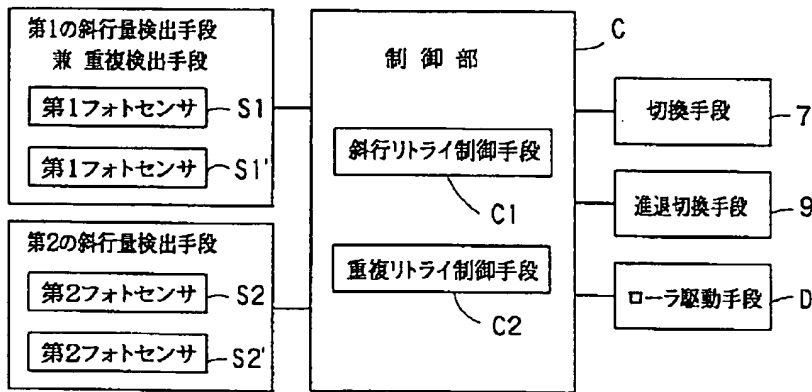 第1の斜行量検出手段
兼 重複検出手段
第1フォトセンサ
S1
第1フォトセンサ
S1'
第2の斜行量検出手段
第2フォトセンサ
S2
第2フォトセンサ
S2'
制御部
C
斜行リトライ制御手段
C1
重複リトライ制御手段
C2
切換手段
7
進退切換手段
9
ローラ駆動手段
D